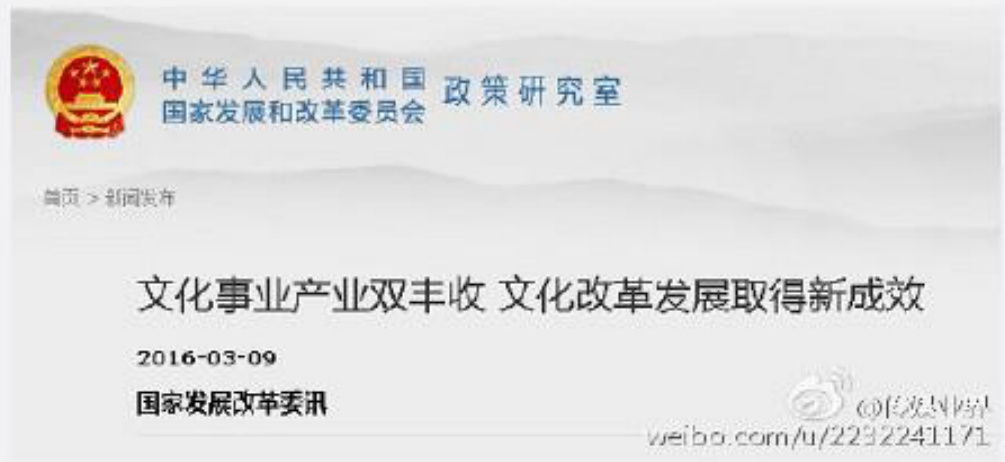 中华人民共和国
国家发展和改革委员会
政策研究室
首页 > 新闻发布
文化事业产业双丰收 文化改革发展取得新成效
2016-03-09
国家发展改革委讯
weibo.com/u/2232241171